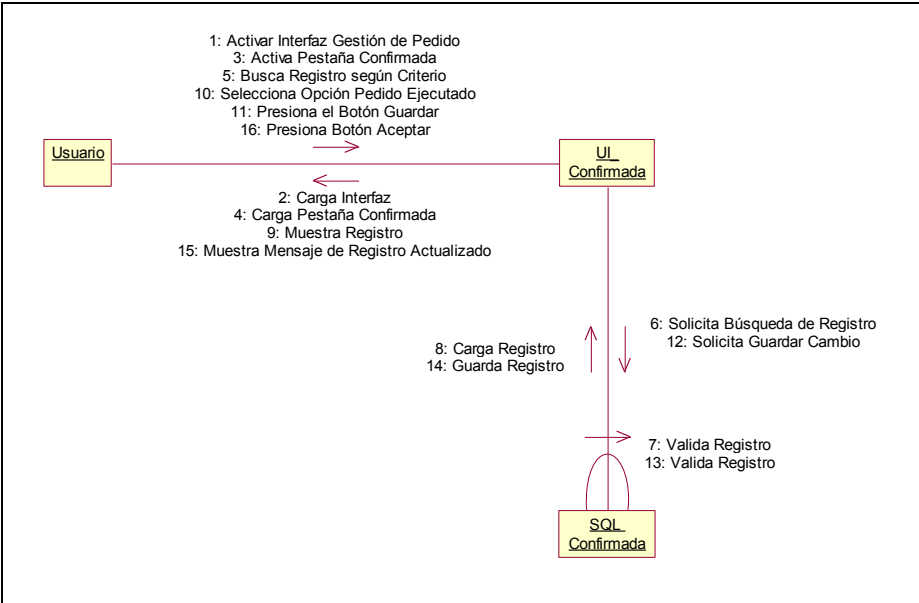 1: Activar Interfaz Gestión de Pedido
3: Activa Pestaña Confirmada
5: Busca Registro según Criterio
10: Selecciona Opción Pedido Ejecutado
11: Presiona el Botón Guardar
16: Presiona Botón Aceptar
Usuario
UI_
Confirmada
2: Carga Interfaz
4: Carga Pestaña Confirmada
9: Muestra Registro
15: Muestra Mensaje de Registro Actualizado
6: Solicita Búsqueda de Registro
12: Solicita Guardar Cambio
8: Carga Registro
14: Guarda Registro
7: Valida Registro
13: Valida Registro
SQL_
Confirmada